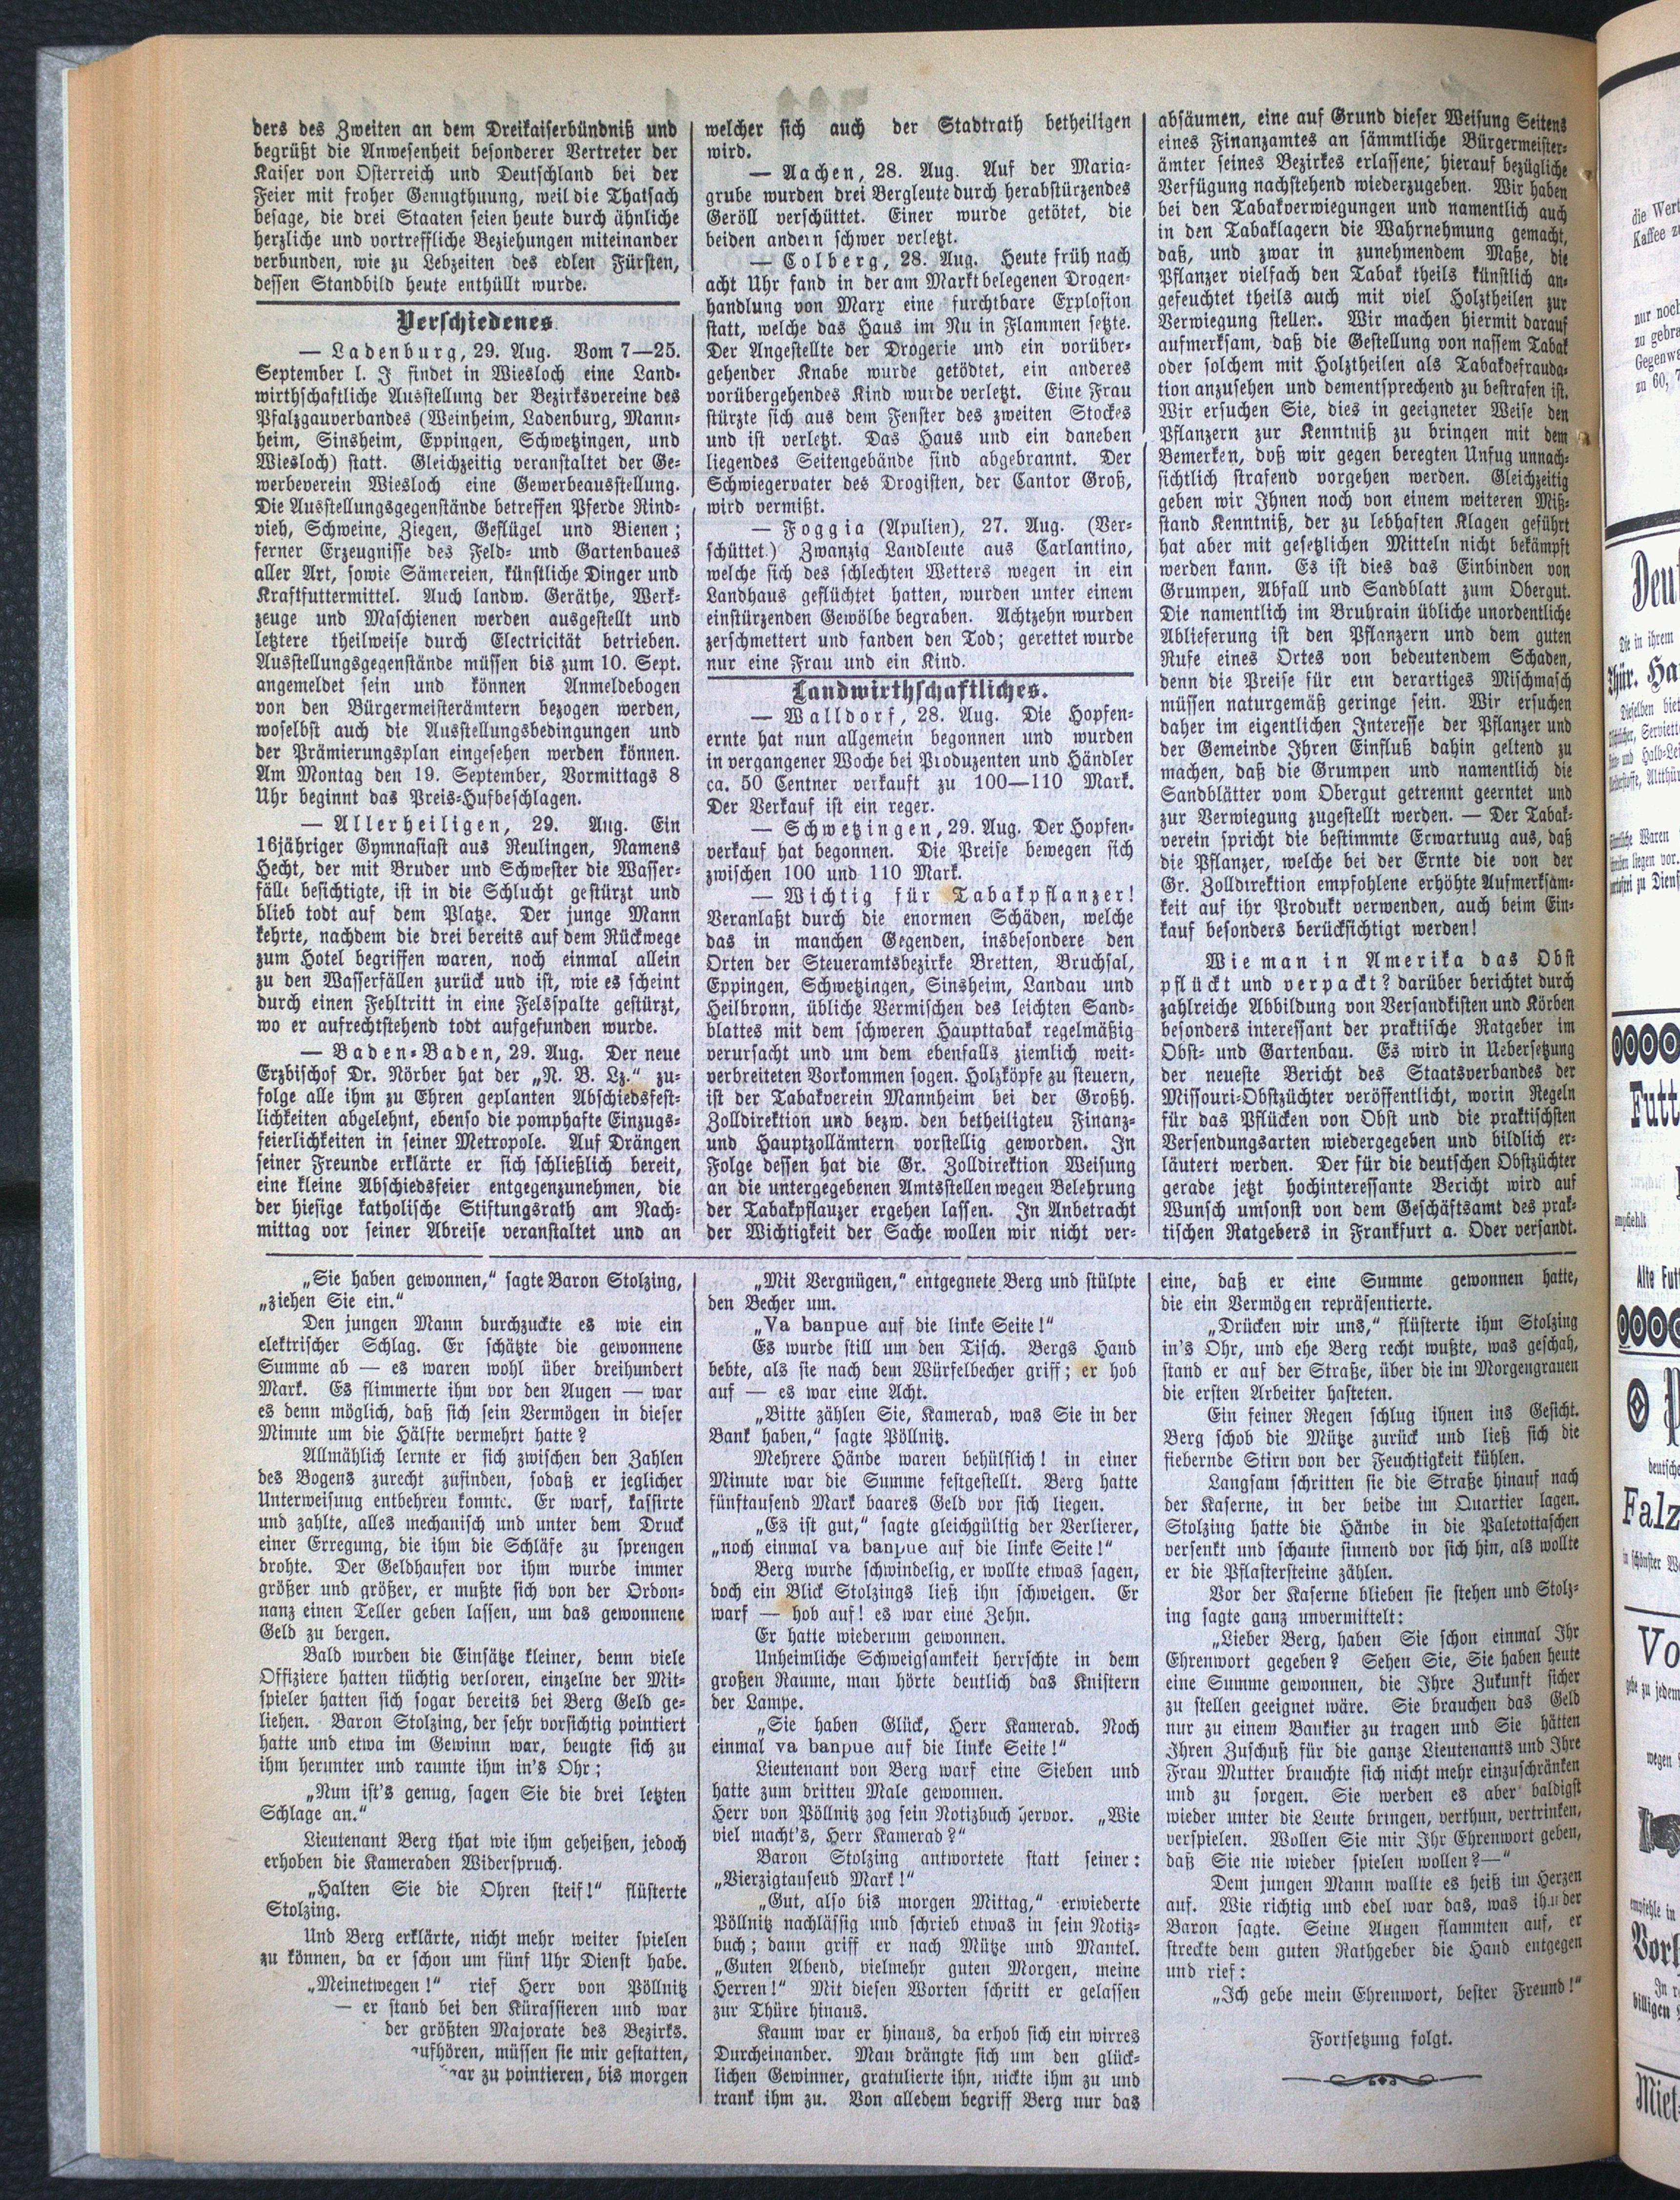 ders des Zweiten an dem Dreikaiserbündniß und
begrüßt die Anwesenheit besonderer Vertreter der
Kaiser von Österreich und Deutschland bei der
Feier mit froher Genugthuung, weil die Thatsach
besage, die drei Staaten seien heute durch ähnliche
herzliche und vortreffliche Beziehungen miteinander
verbunden, wie zu Lebzeiten des edlen Fürsten,
dessen Standbild heute enthüllt wurde.
Verschiedenes.
— Ladenburg, 29. Aug. Vom 7—25.
September l. J findet in Wiesloch eine Land-
wirthschaftliche Ausstellung der Bezirksvereine des
Pfalzgauverbandes (Weinheim, Ladenburg, Mann-
heim, Sinsheim, Eppingen, Schwetzingen, und
Wiesloch) statt. Gleichzeitig veranstaltet der Ge-
werbeverein Wiesloch eine Gewerbeausstellung.
Die Ausstellungsgegenstände betreffen Pferde Rind-
vieh, Schweine, Ziegen, Geflügel und Bienen;
ferner Erzeugnisse des Feld- und Gartenbaues
aller Art, sowie Sämereien, künstliche Dinger und
Kraftfuttermittel. Auch landw. Geräthe, Werk-
zeuge und Maschienen werden ausgestellt und
letztere theilweise durch Electricität betrieben.
Ausstellungsgegenstände müssen bis zum 10. Sept.
angemeldet sein und können Anmeldebogen
von den Bürgermeisterämtern bezogen werden,
woselbst auch die Ausstellungsbedingungen und
der Prämierungsplan eingesehen werden können.
Am Montag den 19. September, Vormittags 8
Uhr beginnt das Preis-Hufbeschlagen.
— Allerheiligen, 29. Aug. Ein
16jähriger Gymnasiast aus Reulingen, Namens
Hecht, der mit Bruder und Schwester die Wasser-
fälle besichtigte, ist in die Schlucht gestürzt und
blieb todt auf dem Platze. Der junge Mann
kehrte, nachdem die drei bereits auf dem Rückwege
zum Hotel begriffen waren, noch einmal allein
zu den Wasserfällen zurück und ist, wie es scheint
durch einen Fehltritt in eine Felsspalte gestürzt,
wo er aufrechtstehend todt aufgefunden wurde.
— Baden-Baden, 29. Aug. Der neue
Erzbischof Dr. Nörber hat der „N. B. Lz.“ zu-
folge alle ihm zu Ehren geplanten Abschiedsfest-
lichkeiten abgelehnt, ebenso die pomphafte Einzugs-
feierlichkeiten in seiner Metropole. Auf Drängen
seiner Freunde erklärte er sich schließlich bereit,
eine kleine Abschiedsfeier entgegenzunehmen, die
der hiesige katholische Stiftungsrath am Nach-
mittag vor seiner Abreise veranstaltet und an
welcher sich auch der Stadtrath betheiligen
wird.
— Aachen, 28. Aug. Auf der Maria-
grube wurden drei Bergleute durch herabstürzendes
Geröll verschüttet. Einer wurde getötet, die
beiden andern schwer verletzt.
— Colberg, 28. Aug. Heute früh nach
acht Uhr fand in der am Markt belegenen Drogen-
handlung von Marx eine furchtbare Explosion
statt, welche das Haus im Nu in Flammen setzte.
Der Angestellte der Drogerie und ein vorüber-
gehender Knabe wurde getödtet, ein anderes
vorübergehendes Kind wurde verletzt. Eine Frau
stürzte sich aus dem Fenster des zweiten Stockes
und ist verletzt. Das Haus und ein daneben
liegendes Seitengebände sind abgebrannt. Der
Schwiegervater des Drogisten, der Cantor Groß,
wird vermißt.
— Foggia (Apulien), 27. Aug. (Ver-
schüttet.) Zwanzig Landleute aus Carlantino,
welche sich des schlechten Wetters wegen in ein
Landhaus geflüchtet hatten, wurden unter einem
einstürzenden Gewölbe begraben. Achtzehn wurden
zerschmettert und fanden den Tod; gerettet wurde
nur eine Frau und ein Kind.
Landwirthschaftliches.
— Walldorf, 28. Aug. Die Hopfen-
ernte hat nun allgemein begonnen und wurden
in vergangener Woche bei Produzenten und Händler
ca. 50 Centner verkauft zu 100—110 Mark.
Der Verkauf ist ein reger.
— Schwetzingen, 29. Aug. Der Hopfen-
verkauf hat begonnen. Die Preise bewegen sich
zwischen 100 und 110 Mark.
— Wichtig für Tabakpflanzer!
Veranlaßt durch die enormen Schäden, welche
das in manchen Gegenden, insbesondere den
Orten der Steueramtsbezirke Bretten, Bruchsal,
Eppingen, Schwetzingen, Sinsheim, Landau und
Heilbronn, übliche Vermischen des leichten Sand-
blattes mit dem schweren Haupttabak regelmäßig
verursacht und um dem ebenfalls ziemlich weit-
verbreiteten Vorkommen sogen. Holzköpfe zu steuern,
ist der Tabakverein Mannheim bei der Großh.
Zolldirektion und bezw. den betheiligten Finanz-
und Hauptzollämtern vorstellig geworden. In
Folge dessen hat die Gr. Zolldirektion Weisung
an die untergegebenen Amtsstellen wegen Belehrung
der Tabakpflauzer ergehen lassen. In Anbetracht
der Wichtigkeit der Sache wollen wir nicht ver-
absäumen, eine auf Grund dieser Weisung Seitens
eines Finanzamtes an sämmtliche Bürgermeister-
ämter seines Bezirkes erlassene, hierauf bezügliche
Verfügung nachstehend wiederzugeben. Wir haben
bei den Tabakverwiegungen und namentlich auch
in den Tabaklagern die Wahrnehmung gemacht,
daß, und zwar in zunehmendem Maße, die
Pflanzer vielfach den Tabak theils künstlich an-
gefeuchtet theils auch mit viel Holztheilen zur
Verwiegung stellen. Wir machen hiermit darauf
aufmerksam, daß die Gestellung von nassem Tabak
oder solchem mit Holztheilen als Tabakdefrauda-
tion anzusehen und dementsprechend zu bestrafen ist.
Wir ersuchen Sie, dies in geeigneter Weise den
Pflanzern zur Kenntniß zu bringen mit dem
Bemerken, doß wir gegen beregten Unfug unnach-
sichtlich strafend vorgehen werden. Gleichzeitig
geben wir Ihnen noch von einem weiteren Miß-
stand Kenntniß, der zu lebhaften Klagen geführt
hat aber mit gesetzlichen Mitteln nicht bekämpft
werden kann. Es ist dies das Einbinden von
Grumpen, Abfall und Sandblatt zum Obergut.
Die namentlich im Bruhrain übliche unordentliche
Ablieferung ist den Pflanzern und dem guten
Rufe eines Ortes von bedeutendem Schaden,
denn die Preise für ein derartiges Mischmasch
müssen naturgemäß geringe sein. Wir ersuchen
daher im eigentlichen Interesse der Pflanzer und
der Gemeinde Ihren Einfluß dahin geltend zu
machen, daß die Grumpen und namentlich die
Sandblätter vom Obergut getrennt geerntet und
zur Verwiegung zugestellt werden. — Der Tabak-
verein spricht die bestimmte Erwartuug aus, daß
die Pflanzer, welche bei der Ernte die von der
Gr. Zolldirektion empfohlene erhöhte Aufmerksam-
keit auf ihr Produkt verwenden, auch beim Ein-
kauf besonders berücksichtigt werden!
Wie man in Amerika das Obst
pflückt und verpackt? darüber berichtet durch
zahlreiche Abbildung von Versandkisten und Körben
besonders interessant der praktische Ratgeber im
Obst- und Gartenbau. Es wird in Uebersetzung
der neueste Bericht des Staatsverbandes der
Missouri-Obstzüchter veröffentlicht, worin Regeln
für das Pflücken von Obst und die praktischsten
Versendungsarten wiedergegeben und bildlich er-
läutert werden. Der für die deutschen Obstzüchter
gerade jetzt hochinteressante Bericht wird auf
Wunsch umsonst von dem Geschäftsamt des prak-
tischen Ratgebers in Frankfurt a. Oder versandt.
„Sie haben gewonnen,“ sagte Baron Stolzing,
„ziehen Sie ein.“
Den jungen Mann durchzuckte es wie ein
elektrischer Schlag. Er schätzte die gewonnene
Summe ab — es waren wohl über dreihundert
Mark. Es flimmerte ihm vor den Augen — war
es denn möglich, daß sich sein Vermögen in dieser
Minute um die Hälfte vermehrt hatte?
Allmählich lernte er sich zwischen den Zahlen
des Bogens zurecht zufinden, sodaß er jeglicher
Unterweisung entbehreu konnte. Er warf, kassirte
und zahlte, alles mechanisch und unter dem Druck
einer Erregung, die ihm die Schläfe zu sprengen
drohte. Der Geldhaufen vor ihm wurde immer
größer und größer, er mußte sich von der Ordon-
nanz einen Teller geben lassen, um das gewonnene
Geld zu bergen.
Bald wurden die Einsätze kleiner, denn viele
Offiziere hatten tüchtig verloren, einzelne der Mit-
spieler hatten sich sogar bereits bei Berg Geld ge-
liehen. Baron Stolzing, der sehr vorsichtig pointiert
hatte und etwa im Gewinn war, beugte sich zu
ihm herunter und raunte ihm in's Ohr;
„Nun ist's genug, sagen Sie die drei letzten
Schlage an.“
Lieutenant Berg that wie ihm geheißen, jedoch
erhoben die Kameraden Widerspruch.
„Halten Sie die Ohren steif!“ flüsterte
Stolzing.
Und Berg erklärte, nicht mehr weiter spielen
zu können, da er schon um fünf Uhr Dienst habe.
„Meinetwegen!“ rief Herr von Pöllnitz
— er stand bei den Kürassieren und war
der größten Majorate des Bezirks.
aufhören, müssen sie mir gestatten,
zu pointieren, bis morgen
„Mit Vergnügen,“ entgegnete Berg und stülpte
den Becher um.
„Va banpue auf die linke Seite!“
Es wurde still um den Tisch. Bergs Hand
bebte, als sie nach dem Würfelbecher griff; er hob
auf — es war eine Acht.
„Bitte zählen Sie, Kamerad, was Sie in der
Bank haben,“ sagte Pöllnitz.
Mehrere Hände waren behülflich! in einer
Minute war die Summe festgestellt. Berg hatte
fünftausend Mark baares Geld vor sich liegen.
„Es ist gut,“ sagte gleichgültig der Verlierer,
„noch einmal va banpue auf die linke Seite!“
Berg wurde schwindelig, er wollte etwas sagen,
doch ein Blick Stolzings ließ ihn schweigen. Er
warf — hob auf! es war eine Zehn.
Er hatte wiederum gewonnen.
Unheimliche Schweigsamkeit herrschte in dem
großen Raume, man hörte deutlich das Knistern
der Lampe.
„Sie haben Glück, Herr Kamerad. Noch
einmal va banpue auf die linke Seite!“
Lieutenant von Berg warf eine Sieben und
hatte zum dritteu Male gewonnen.
Herr von Pöllnitz zog sein Notizbuch hervor. „Wie
viel macht's, Herr Kamerad?“
Baron Stolzing antwortete statt seiner:
„Vierzigtausend Mark!“
„Gut, also bis morgen Mittag,“ erwiederte
Pöllnitz nachlässig und schrieb etwas in sein Notiz-
buch; dann griff er nach Mütze und Mantel.
„Guten Abend, vielmehr guten Morgen, meine
Herren!“ Mit diesen Worten schritt er gelassen
zur Thüre hinaus.
Kaum war er hinaus, da erhob sich ein wirres
Durcheinander. Man drängte sich um den glück-
lichen Gewinner, gratulierte ihn, nickte ihm zu und
trank ihm zu. Von alledem begriff Berg nur das
eine, daß er eine Summe gewonnen hatte,
die ein Vermögen repräsentierte.
„Drücken wir uns,“ flüsterte ihm Stolzing
in's Ohr, und ehe Berg recht wußte, was geschah,
stand er auf der Straße, über die im Morgengrauen
die ersten Arbeiter hasteten.
Ein feiner Regen schlug ihnen ins Gesicht.
Berg schob die Mütze zurück und ließ sich die
fiebernde Stirn von der Feuchtigkeit kühlen.
Langsam schritten sie die Straße hinauf nach
der Kaserne, in der beide im Quartier lagen.
Stolzing hatte die Hände in die Paletottaschen
versenkt und schaute sinnend vor sich hin, als wollte
er die Pflastersteine zählen.
Vor der Kaserne blieben sie stehen und Stolz-
ing sagte ganz unvermittelt:
„Lieber Berg, haben Sie schon einmal Ihr
Ehrenwort gegeben? Sehen Sie, Sie haben heute
eine Summe gewonnen, die Ihre Zukunft sicher
zu stellen geeignet wäre. Sie brauchen das Geld
nur zu einem Bankier zu tragen und Sie hätten
Ihren Zuschuß für die ganze Lieutenants und Ihre
Frau Mutter brauchte sich nicht mehr einzuschränken
und zu sorgen. Sie werden es aber baldigst
wieder unter die Leute bringen, verthun, vertrinken,
verspielen. Wollen Sie mir Ihr Ehrenwort geben,
daß Sie nie wieder spielen wollen?—“
Dem jungen Mann wallte es heiß im Herzen
auf. Wie richtig und edel war das, was ihm der
Baron sagte. Seine Augen flammten auf, er
streckte dem guten Rathgeber die Hand entgegen
und rief:
„Ich gebe mein Ehrenwort, bester Freund!“
Fortsetzung folgt.
die Wert
Kaffee z
nur noch
zu gebra
Gegenwa
zu 60, 7
Deut
Die in ihrem
Thür. Ha
Dieselben biet
Futt
empfiehlt
Alte Fut
deutsche
Falz
Vo
gebe zu jedem
wegen
empfehle in
Vorh
billigen
Miet